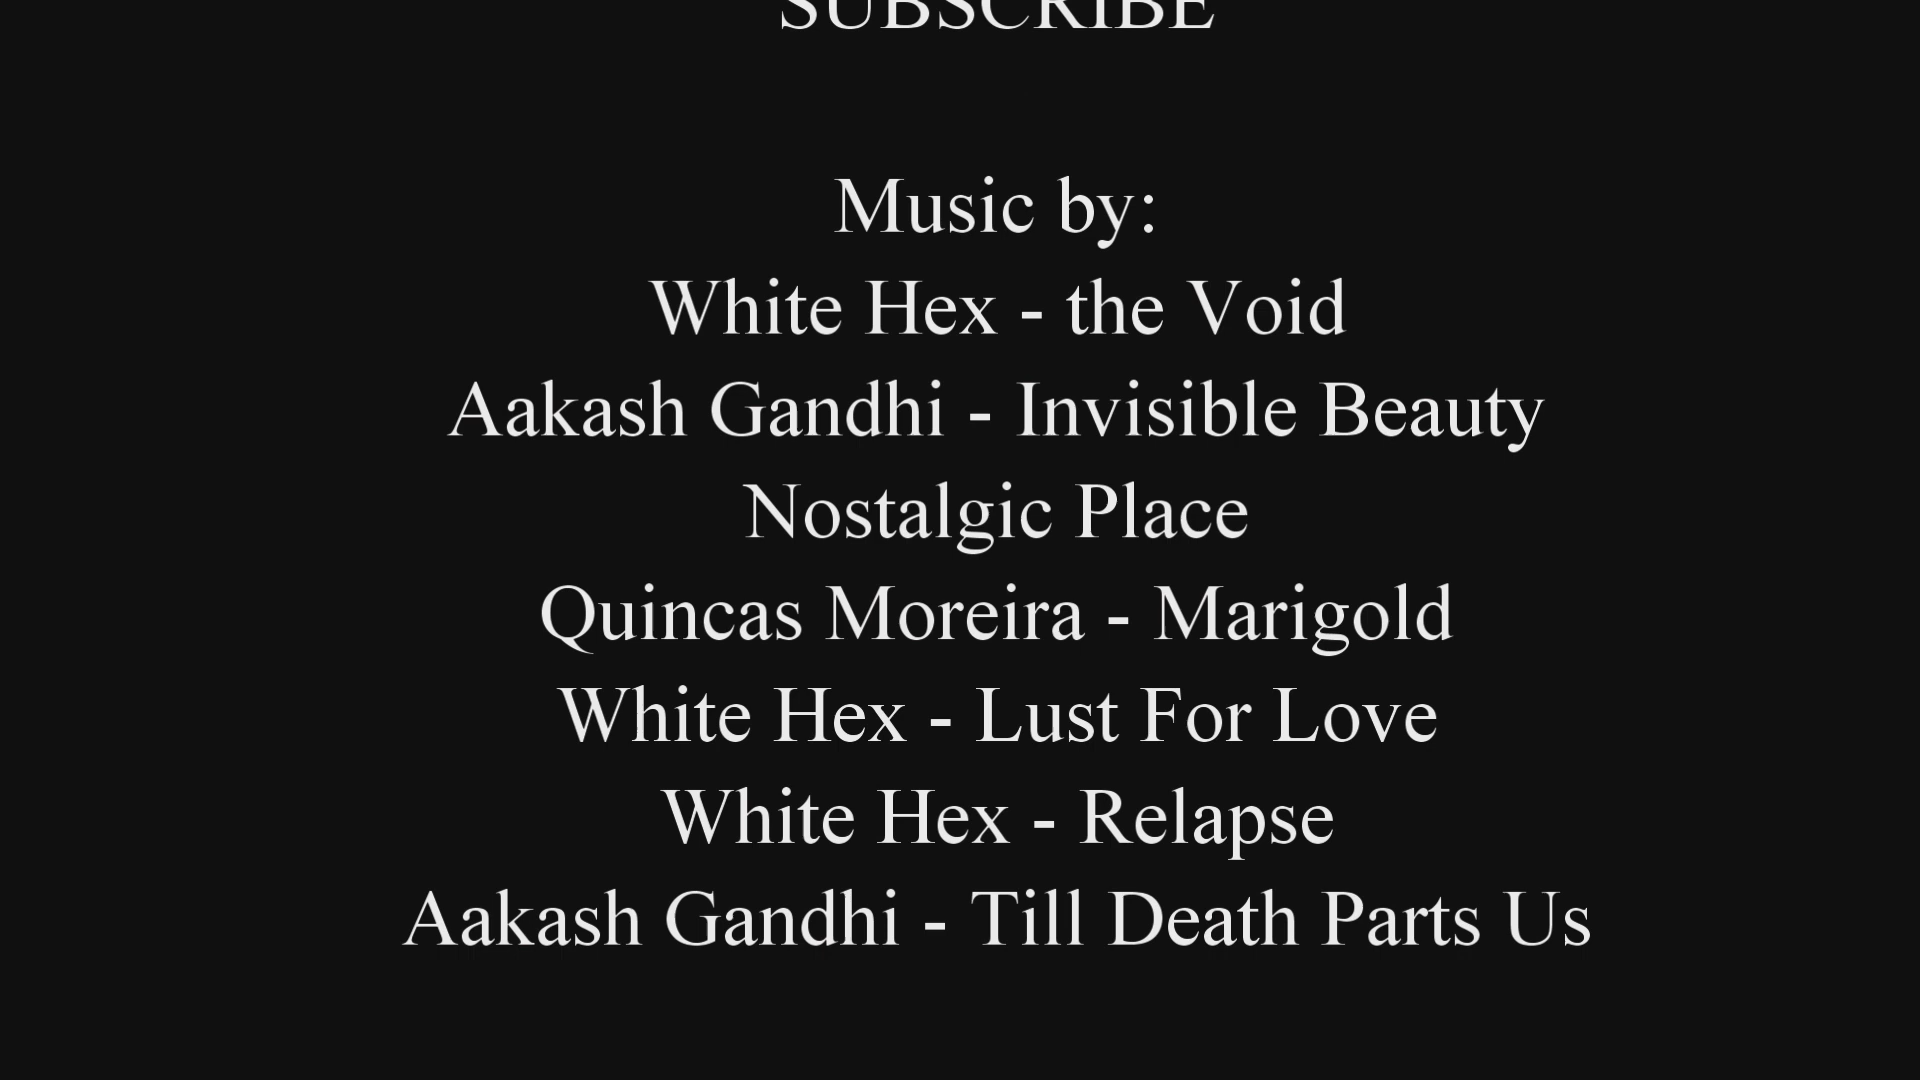 SUBSCRIBE
Music by:
White Hex - the Void
Aakash Gandhi - Invisible Beauty
Nostalgic Place
Quincas Moreira - Marigold
White Hex - Lust For Love
White Hex - Relapse
Aakash Gandhi - Till Death Parts Us